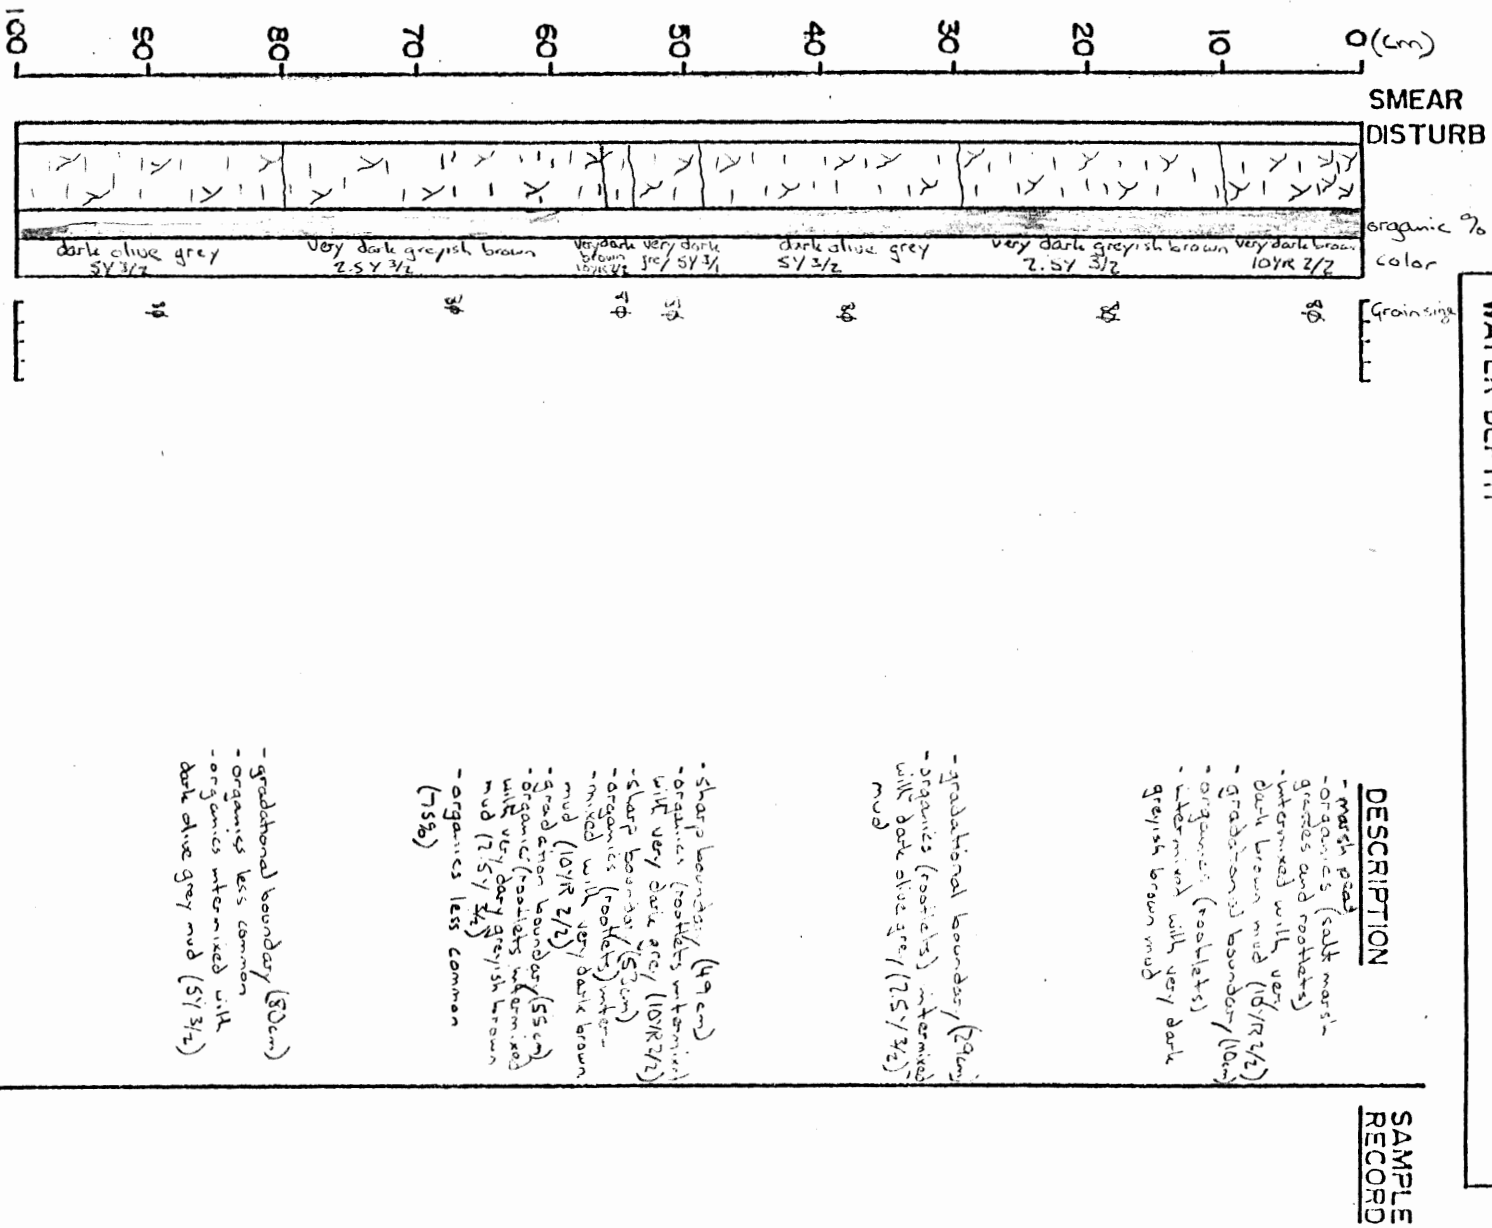 0 (cm)
10
20
30
40
50
60
70
80
90
100
SMEAR
DISTURB
organic %
color
Grainsize
very dark brown
10YR 2/2
very dark greyish brown
2.5Y 3/2
dark olive grey
5Y 3/2
very dark
grey 5Y 3/1
very dark
brown
10YR 2/2
very dark greyish brown
2.5Y 3/2
dark olive grey
5Y 3/2
8ϕ
WATER DEPTH
DESCRIPTION
- marsh peat
- organics (salt marsh
grasses and rootlets)
- intermixed with very
dark brown mud (10YR 2/2)
- gradational boundary (10cm)
- organics (rootlets)
- intermixed with very dark
greyish brown mud
- gradational boundary (29cm)
- organics (rootlets) intermixed
with dark olive grey (2.5Y 3/2)
mud
- sharp boundary (49 cm)
- organics (rootlets intermixed
with very dark grey (10YR 2/2)
- sharp boundary (53cm)
- organics (rootlets) inter-
- mixed with very dark brown
mud (10YR 2/2)
- gradation boundary (55cm)
- organics (rootlets intermixed
with very dary greyish brown
mud (2.5Y 3/2)
- organics less common
(75%)
- gradational boundary (80cm)
- organics less common
- organics intermixed with
dark olive grey mud (5Y 3/2)
SAMPLE
RECORD